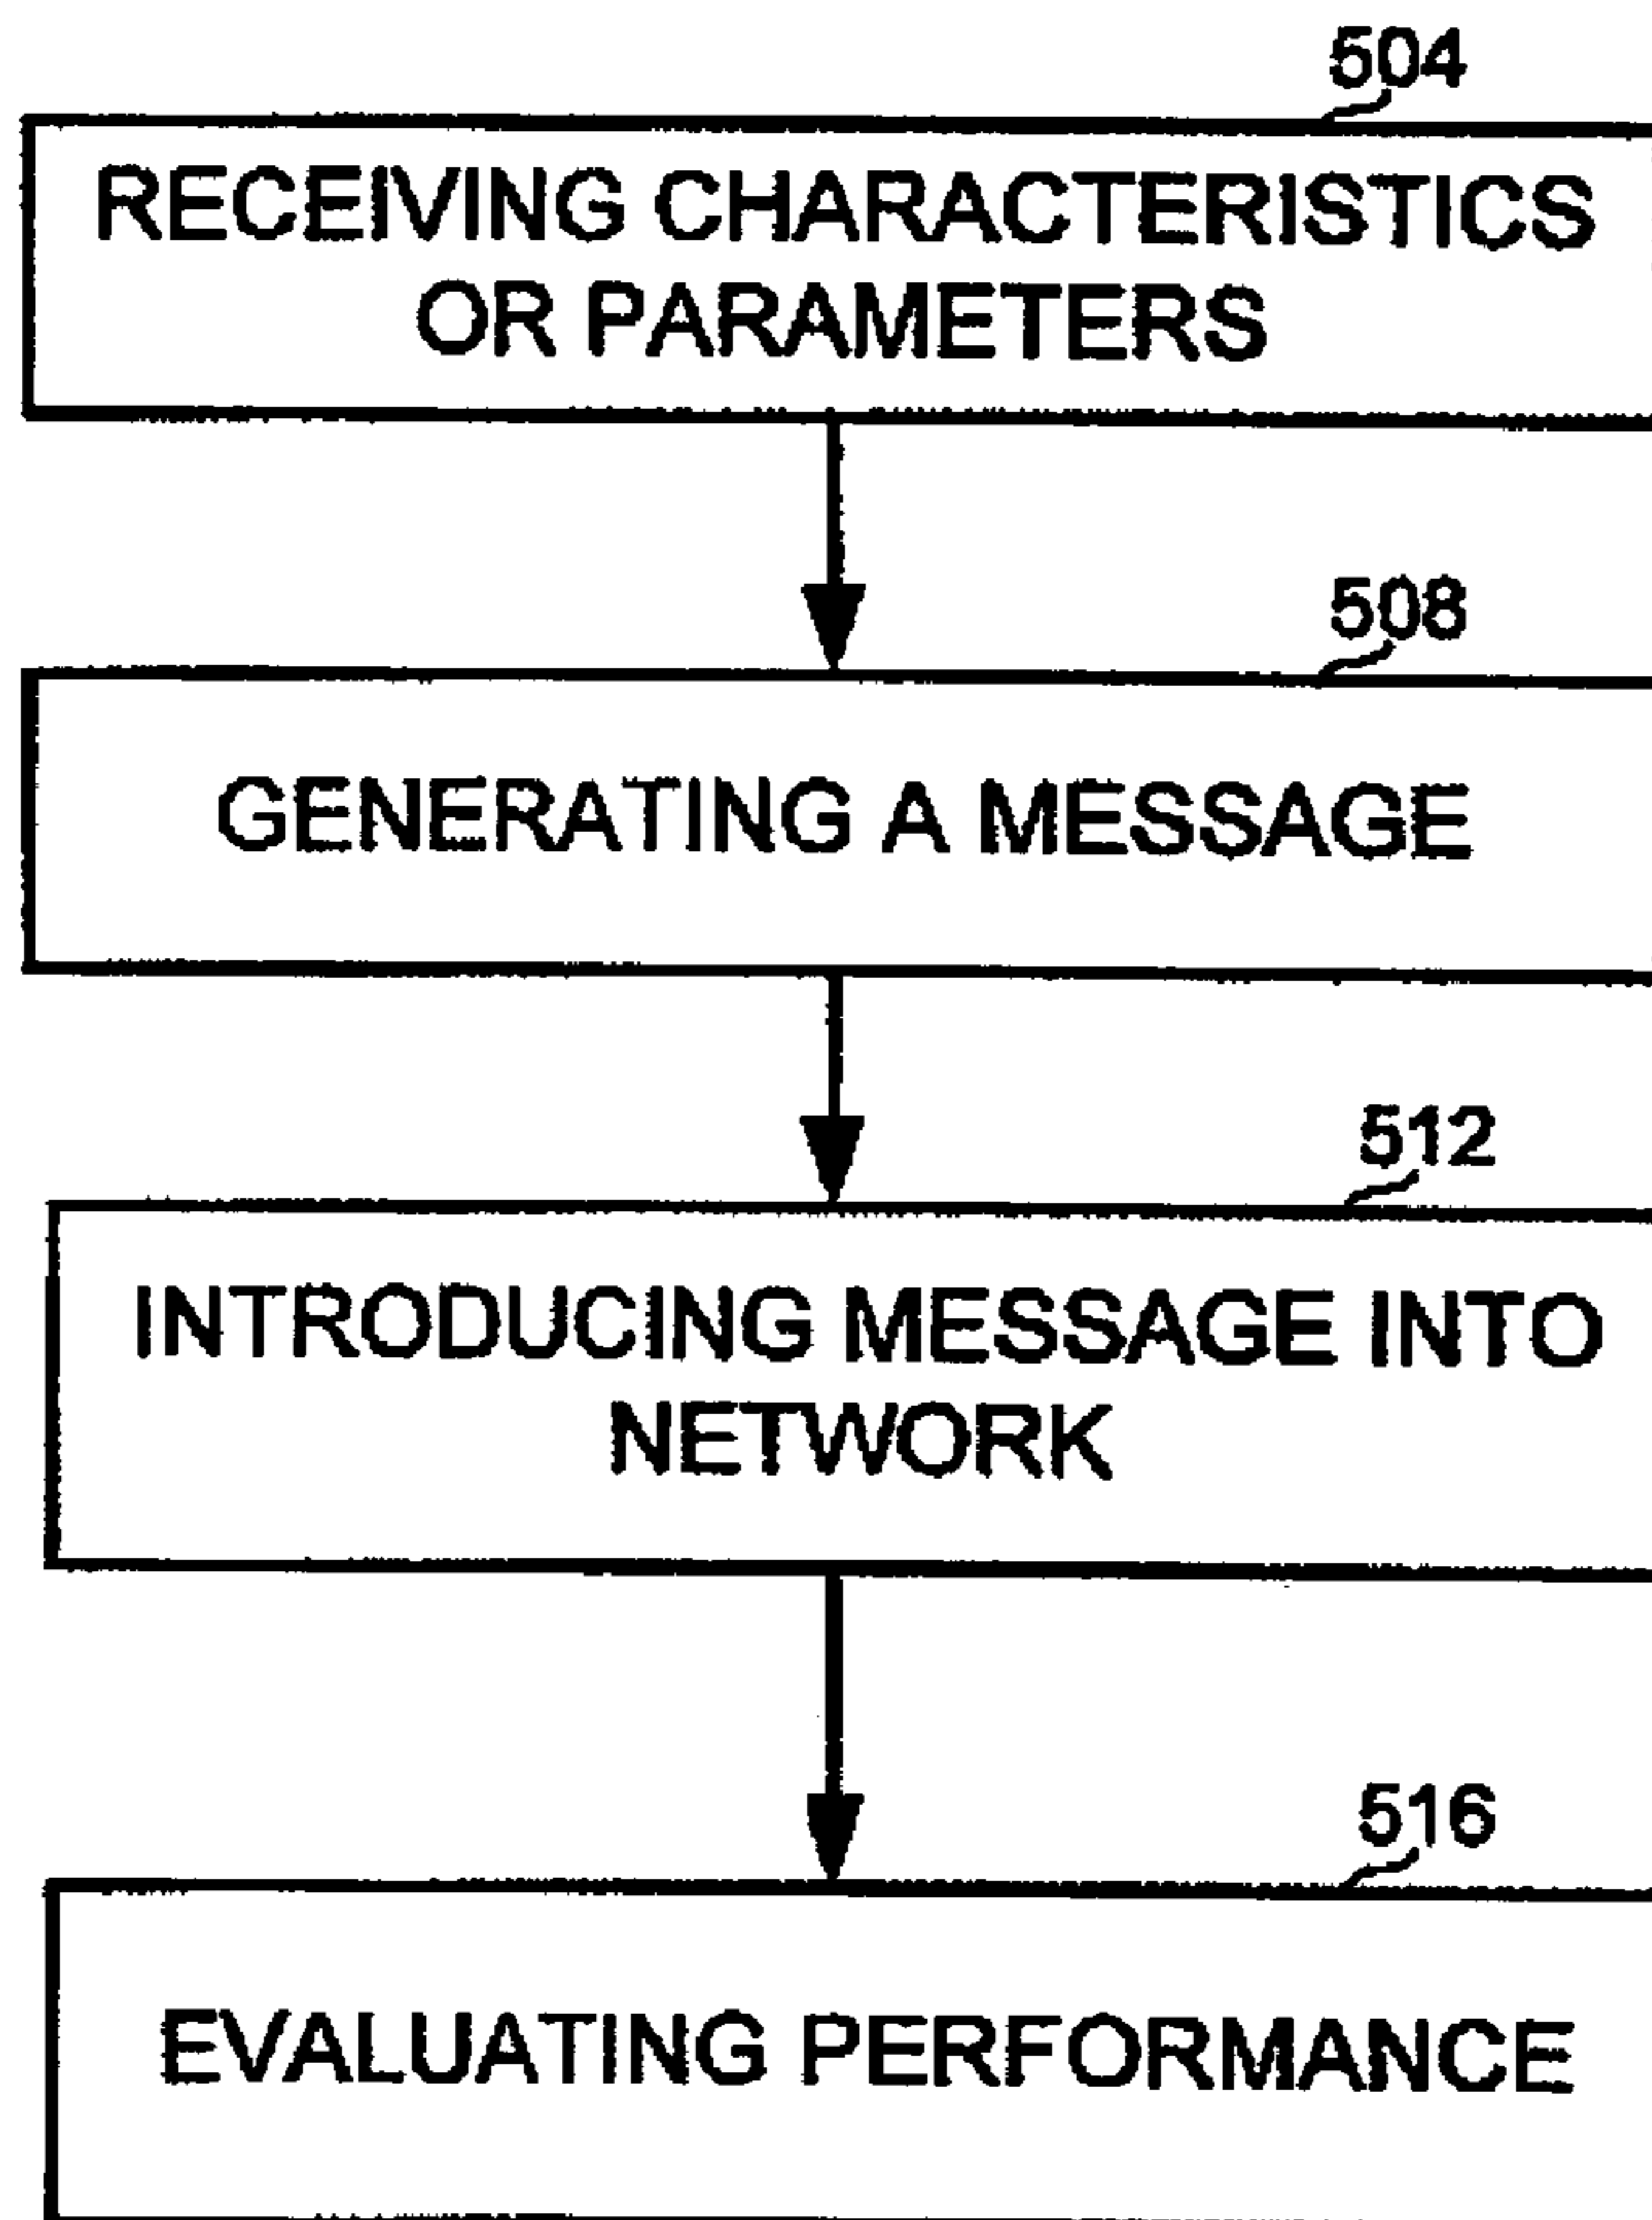 504
RECEIVING CHARACTERISTICS
OR PARAMETERS
508
GENERATING A MESSAGE
512
INTRODUCING MESSAGE INTO
NETWORK
516
EVALUATING PERFORMANCE